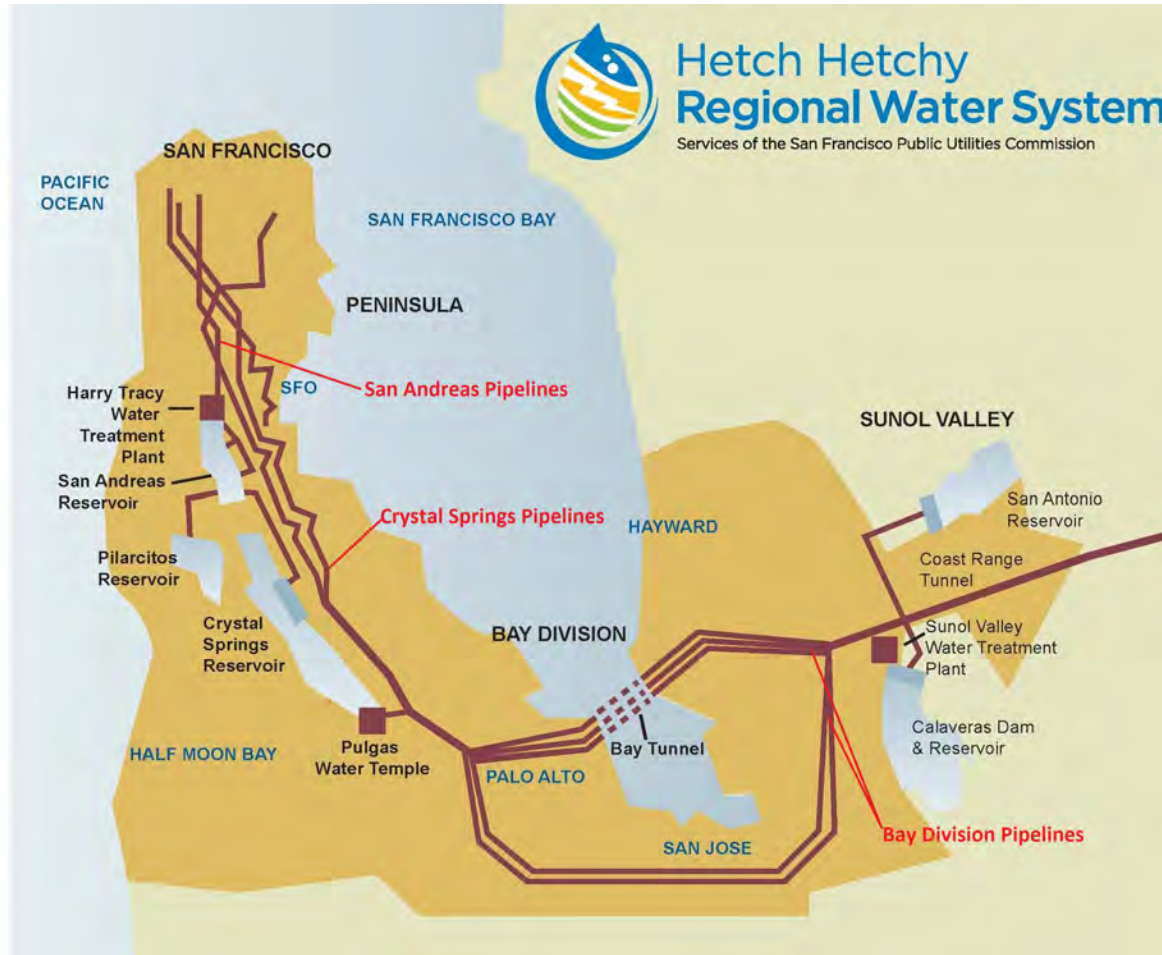 Hetch Hetchy
Regional Water System
Services of the San Francisco Public Utilities Commission
SAN FRANCISCO
PACIFIC
OCEAN
SAN FRANCISCO BAY
PENINSULA
SFO
San Andreas Pipelines
Harry Tracy
Water
Treatment
Plant
San Andreas
Reservoir
SUNOL VALLEY
San Antonio
Reservoir
Crystal Springs Pipelines
HAYWARD
Pilarcitos
Reservoir
Coast Range
Tunnel
Crystal
Springs
Reservoir
BAY DIVISION
Sunol Valley
Water Treatment
Plant
HALF MOON BAY
Pulgas
Water Temple
Bay Tunnel
PALO ALTO
Calaveras Dam
& Reservoir
SAN JOSE
Bay Division Pipelines